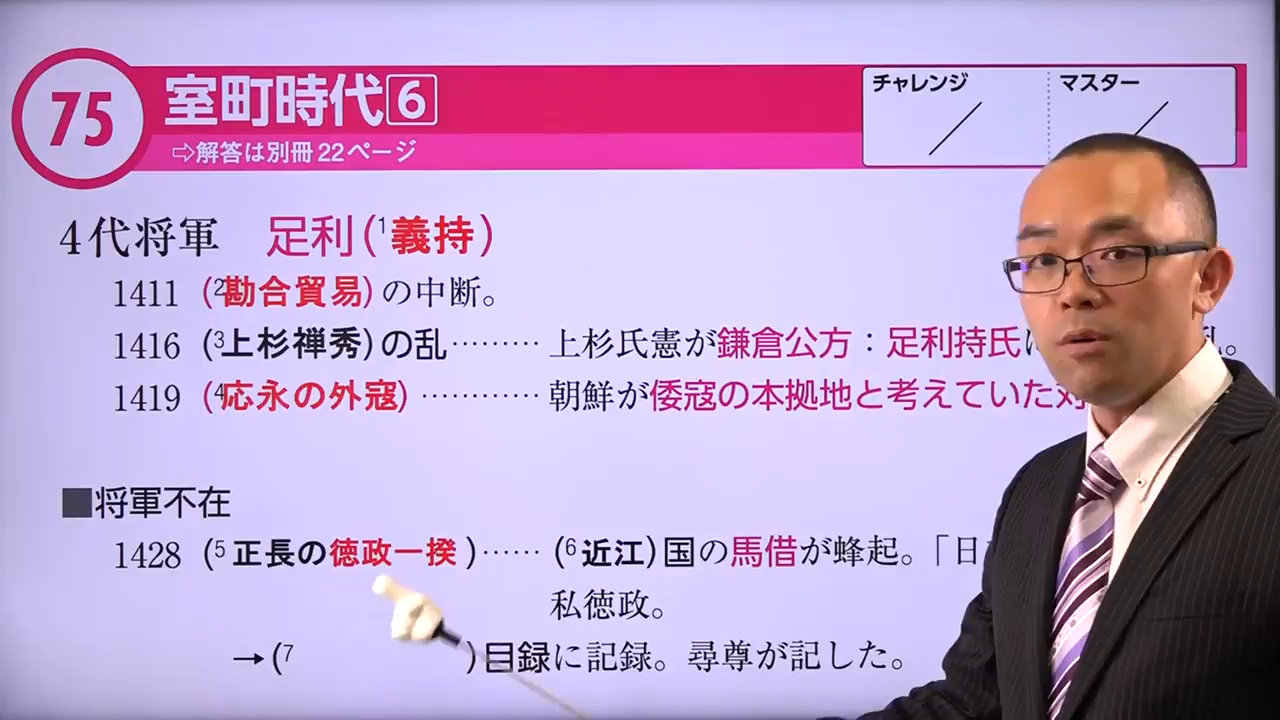 75 室町時代6
チャレンジ マスター
⇨解答は別冊22ページ
4代将軍 足利(1義持)
1411 (2勘合貿易)の中断。
1416 (3上杉禅秀)の乱……… 上杉氏憲が鎌倉公方：足利持氏に 乱。
1419 (4応永の外寇) ………… 朝鮮が倭寇の本拠地と考えていた対
■将軍不在
1428 (5正長の徳政一揆)…… (6近江)国の馬借が蜂起。「日
私徳政。
→(7 )目録に記録。尋尊が記した。